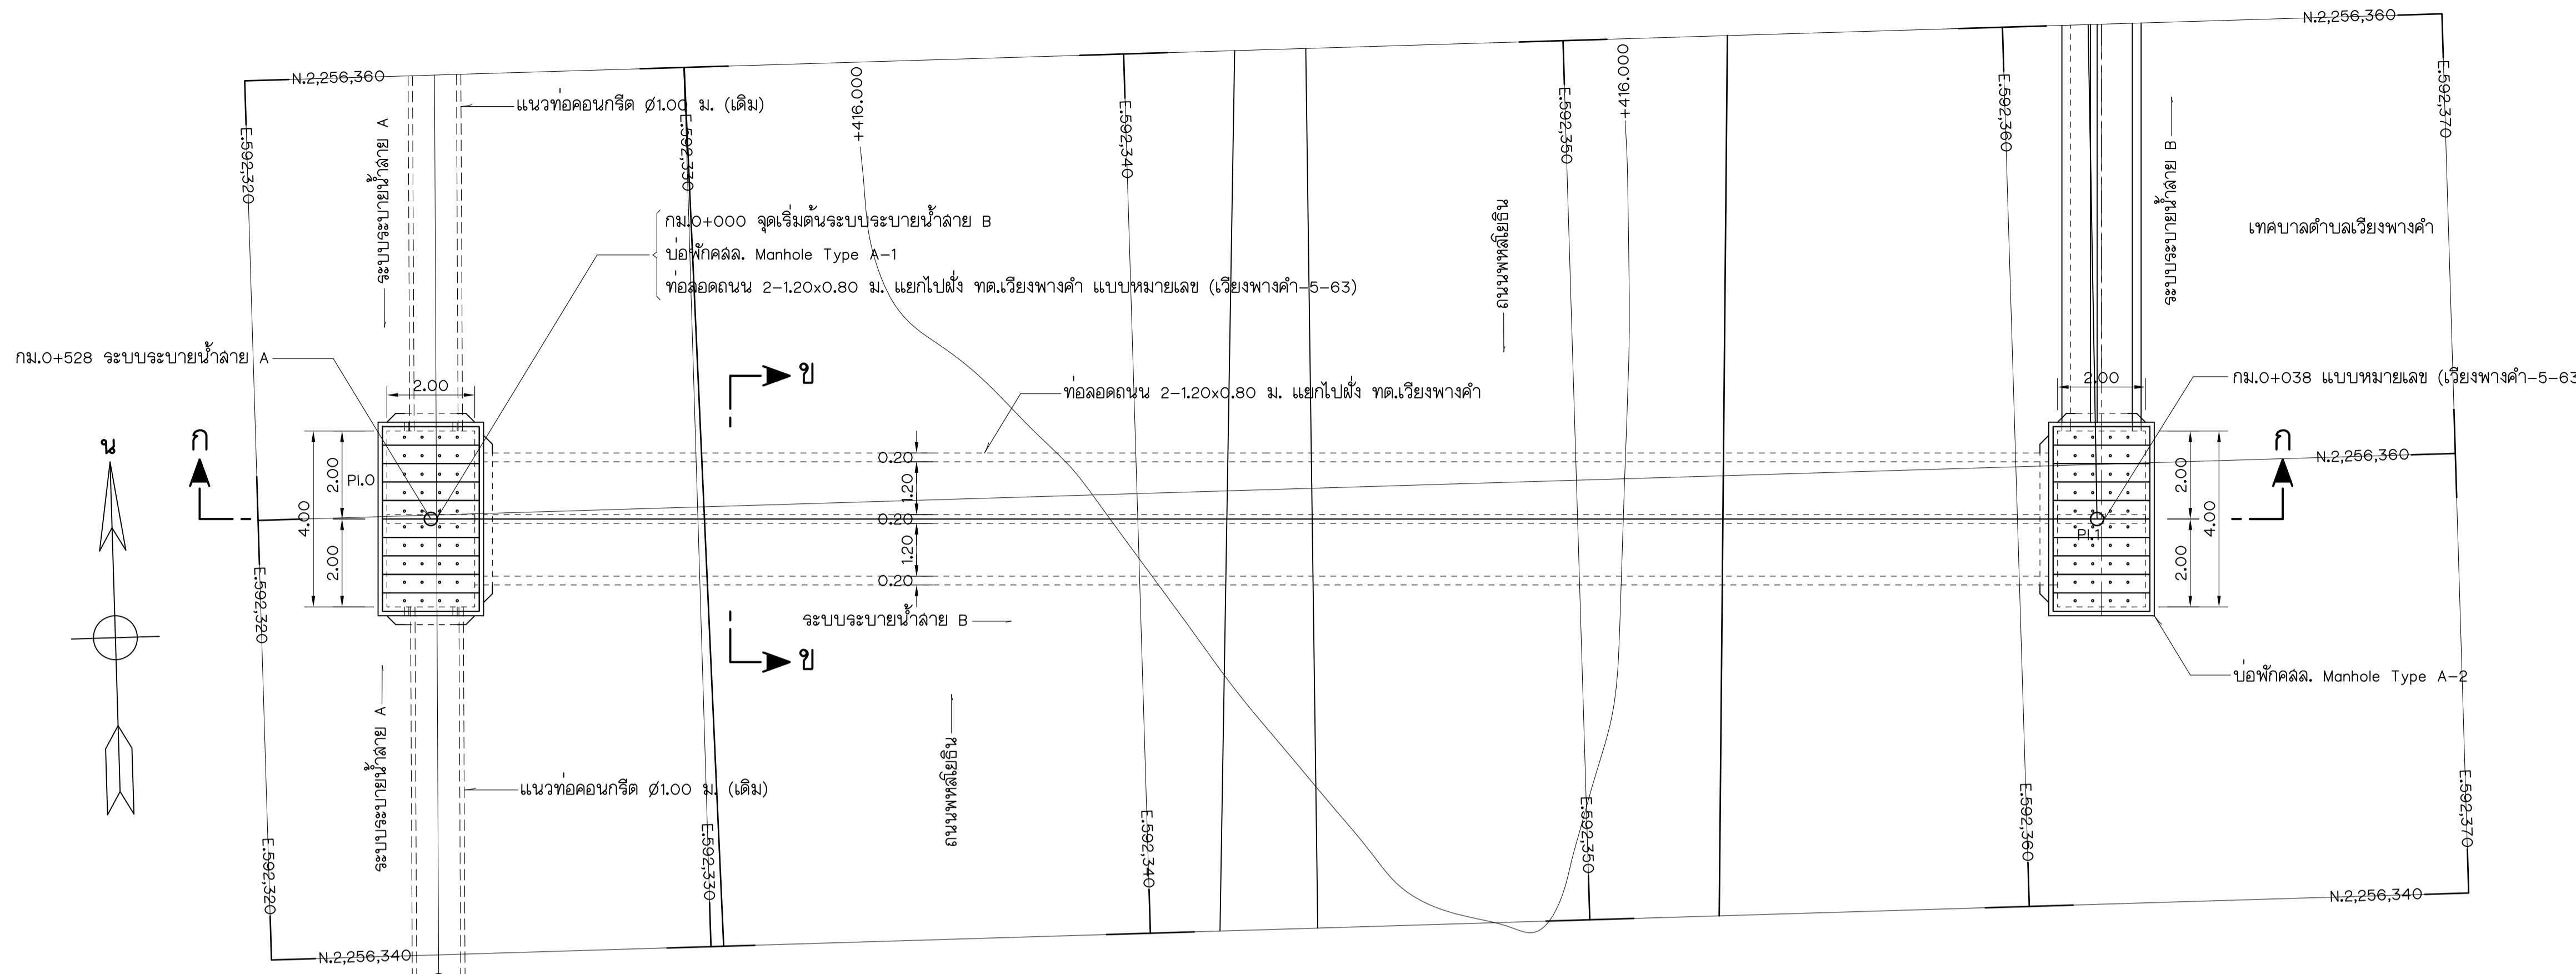 N.2,256,360
N.2,256,360
E.592,320
E.592,330
E.592,340
E.592,350
E.592,360
E.592,370
+416.000
+416.000
แนวท่อคอนกรีต Ø1.00 ม. (เดิม)
ระบบระบายน้ำสาย A
ระบบระบายน้ำสาย B
ถนนพหลโยธิน
เทศบาลตำบลเวียงพางคำ
กม.0+000 จุดเริ่มต้นระบบระบายน้ำสาย B
บ่อพักคสล. Manhole Type A-1
ท่อลอดถนน 2-1.20x0.80 ม. แยกไปฝั่ง ทต.เวียงพางคำ แบบหมายเลข (เวียงพางคำ-5-63)
กม.0+528 ระบบระบายน้ำสาย A
2.00
ข
ท่อลอดถนน 2-1.20x0.80 ม. แยกไปฝั่ง ทต.เวียงพางคำ
2.00
กม.0+038 แบบหมายเลข (เวียงพางคำ-5-63
น
ก
ก
N.2,256,360
4.00
2.00
2.00
PI.0
0.20
1.20
0.20
1.20
0.20
PI.1
2.00
2.00
4.00
E.592,320
ระบบระบายน้ำสาย B
ข
บ่อพักคสล. Manhole Type A-2
ระบบระบายน้ำสาย A
แนวท่อคอนกรีต Ø1.00 ม. (เดิม)
ถนนพหลโยธิน
E.592,320
E.592,330
E.592,340
E.592,350
E.592,360
E.592,370
N.2,256,340
N.2,256,340